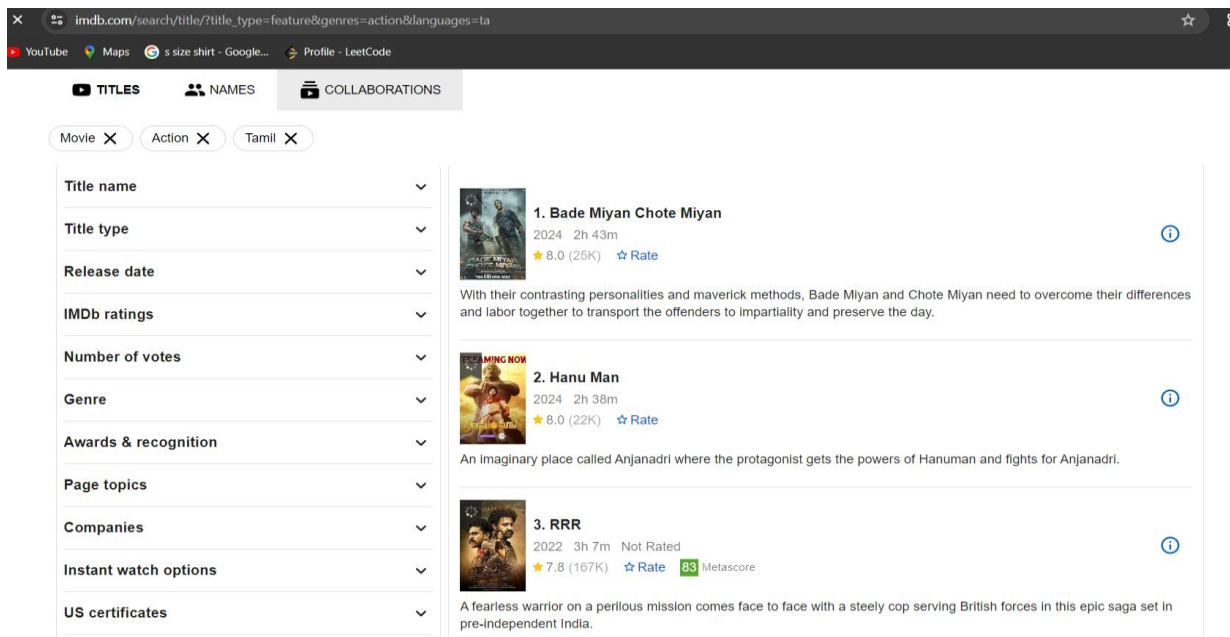 imdb.com/search/title/?title_type=feature&genres=action&languages=ta
YouTube Maps s size shirt - Google... Profile - LeetCode
TITLES NAMES COLLABORATIONS
Movie Action Tamil
Title name
Title type
Release date
IMDb ratings
Number of votes
Genre
Awards & recognition
Page topics
Companies
Instant watch options
US certificates
1. Bade Miyan Chote Miyan
2024 2h 43m
8.0 (25K) Rate
BADE MIYAN
CHOTE MIYAN
With their contrasting personalities and maverick methods, Bade Miyan and Chote Miyan need to overcome their differences
and labor together to transport the offenders to impartiality and preserve the day.
STREAMING NOW
2. Hanu Man
2024 2h 38m
8.0 (22K) Rate
An imaginary place called Anjanadri where the protagonist gets the powers of Hanuman and fights for Anjanadri.
3. RRR
2022 3h 7m Not Rated
7.8 (167K) Rate 83 Metascore
A fearless warrior on a perilous mission comes face to face with a steely cop serving British forces in this epic saga set in
pre-independent India.